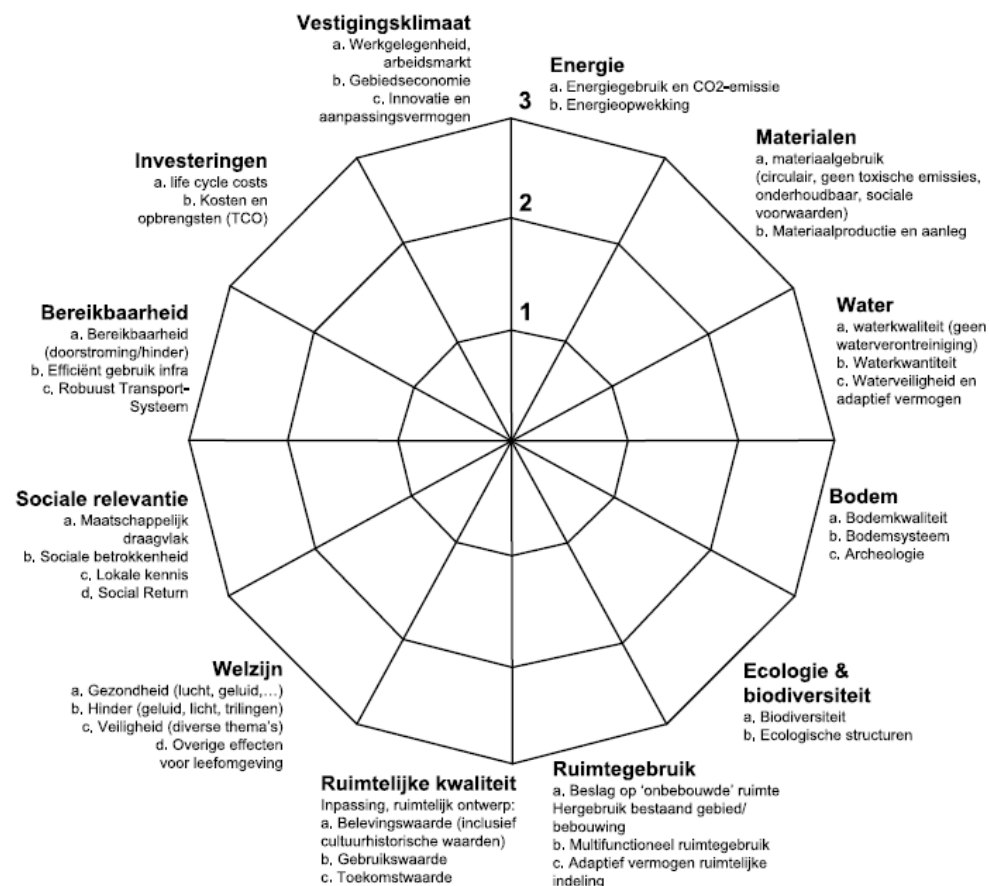 Vestigingsklimaat
a. Werkgelegenheid,
arbeidsmarkt
b. Gebiedseconomie
c. Innovatie en
aanpassingsvermogen
Energie
a. Energiegebruik en CO2-emissie
b. Energieopwekking
3
2
1
Materialen
a, materiaalgebruik
(circulair, geen toxische emissies,
onderhoudbaar, sociale
voorwaarden)
b. Materiaalproductie en aanleg
Water
a, waterkwaliteit (geen
waterverontreiniging)
b. Waterkwantiteit
c. Waterveiligheid en
adaptief vermogen
Bodem
a. Bodemkwaliteit
b. Bodemsysteem
c. Archeologie
Ecologie &
biodiversiteit
a, Biodiversiteit
b, Ecologische structuren
Ruimtegebruik
a, Beslag op 'onbebouwde' ruimte
Hergebruik bestaand gebied/
bebouwing
b. Multifunctioneel ruimtegebruik
c. Adaptief vermogen ruimtelijke
indeling
Ruimtelijke kwaliteit
Inpassing, ruimtelijk ontwerp:
a, Belevingswaarde (inclusief
cultuurhistorische waarden)
b, Gebruikswaarde
c. Toekomstwaarde
Welzijn
a, Gezondheid (lucht, geluid,...)
b, Hinder (geluid, licht, trilingen)
c, Veiligheid (diverse thema's)
d. Overige effecten
voor leefomgeving
Sociale relevantie
a. Maatschappelijk
draagvlak
b, Sociale betrokkenheid
c, Lokale kennis
d, Social Return
Bereikbaarheid
a. Bereikbaarheid
(doorstroming/hinder)
b, Efficiënt gebruik infra
c, Robuust Transport-
Systeem
Investeringen
a. life cycle costs
b. Kosten en
opbrengsten (TCO)